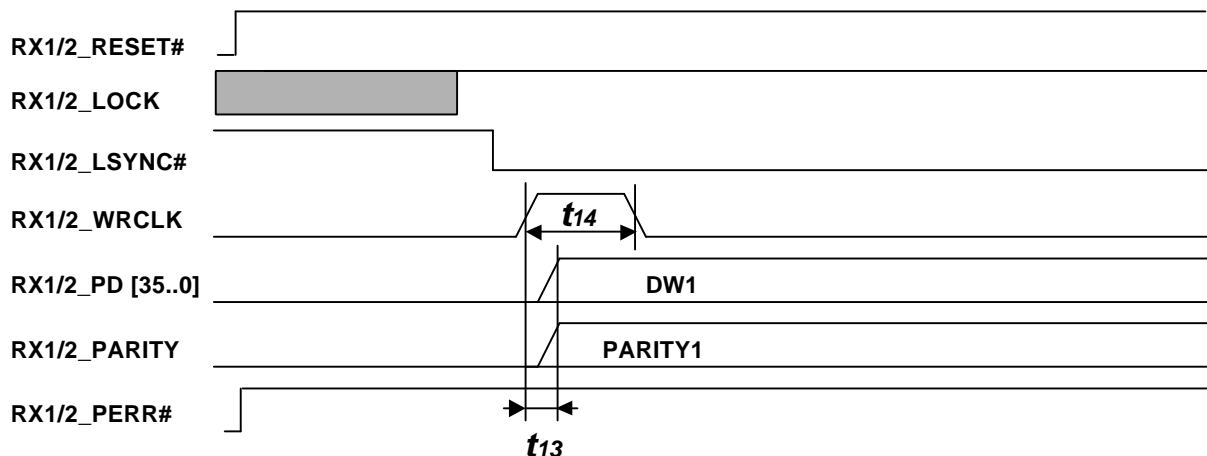 RX1/2_RESET#
RX1/2_LOCK
RX1/2_LSYNC#
RX1/2_WRCLK
t14
RX1/2_PD [35..0]
DW1
RX1/2_PARITY
PARITY1
RX1/2_PERR#
t13